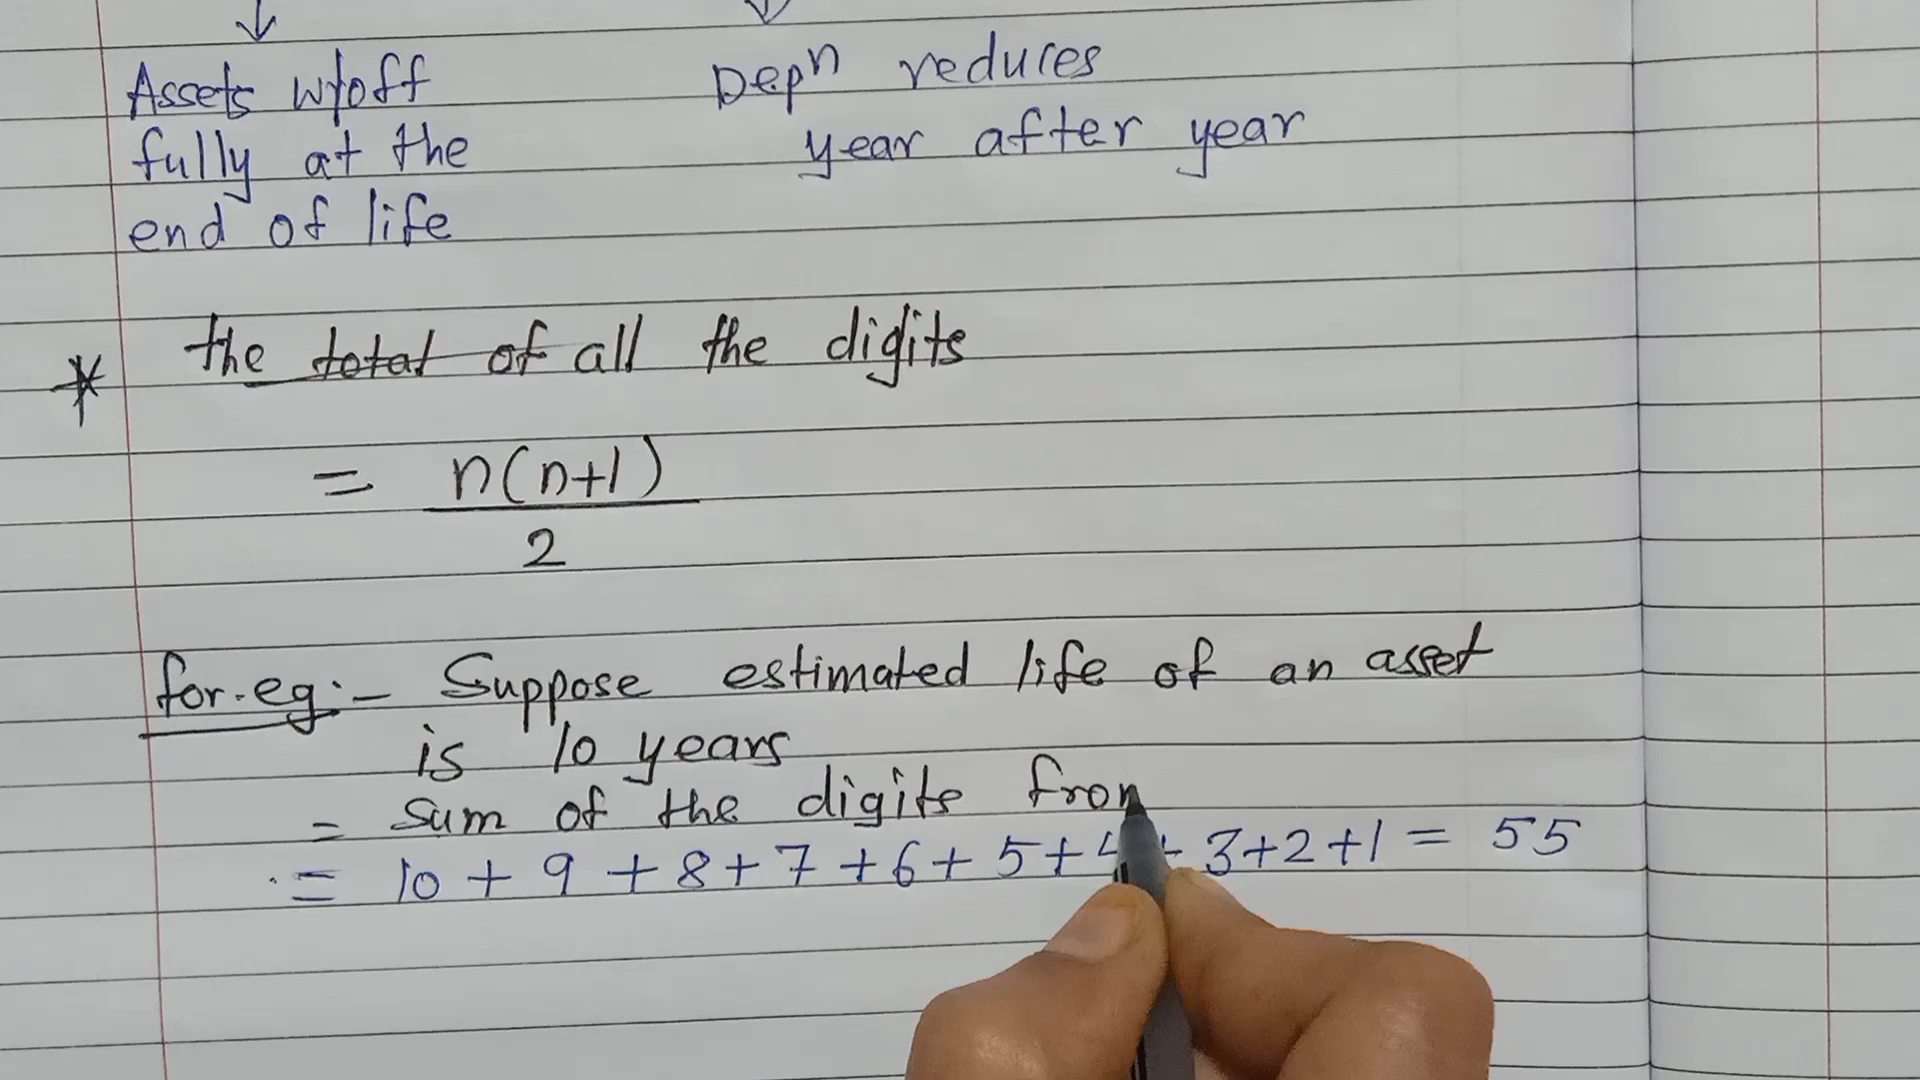 Assets w/off
fully at the
end of life
Depn reduces
year after year
* the total of all the digits
= n(n+1)
2
for.eg:- Suppose estimated life of an asset
is 10 years
= sum of the digits from
= 10 + 9 + 8 + 7 + 6 + 5 + 4 + 3 + 2 + 1 = 55